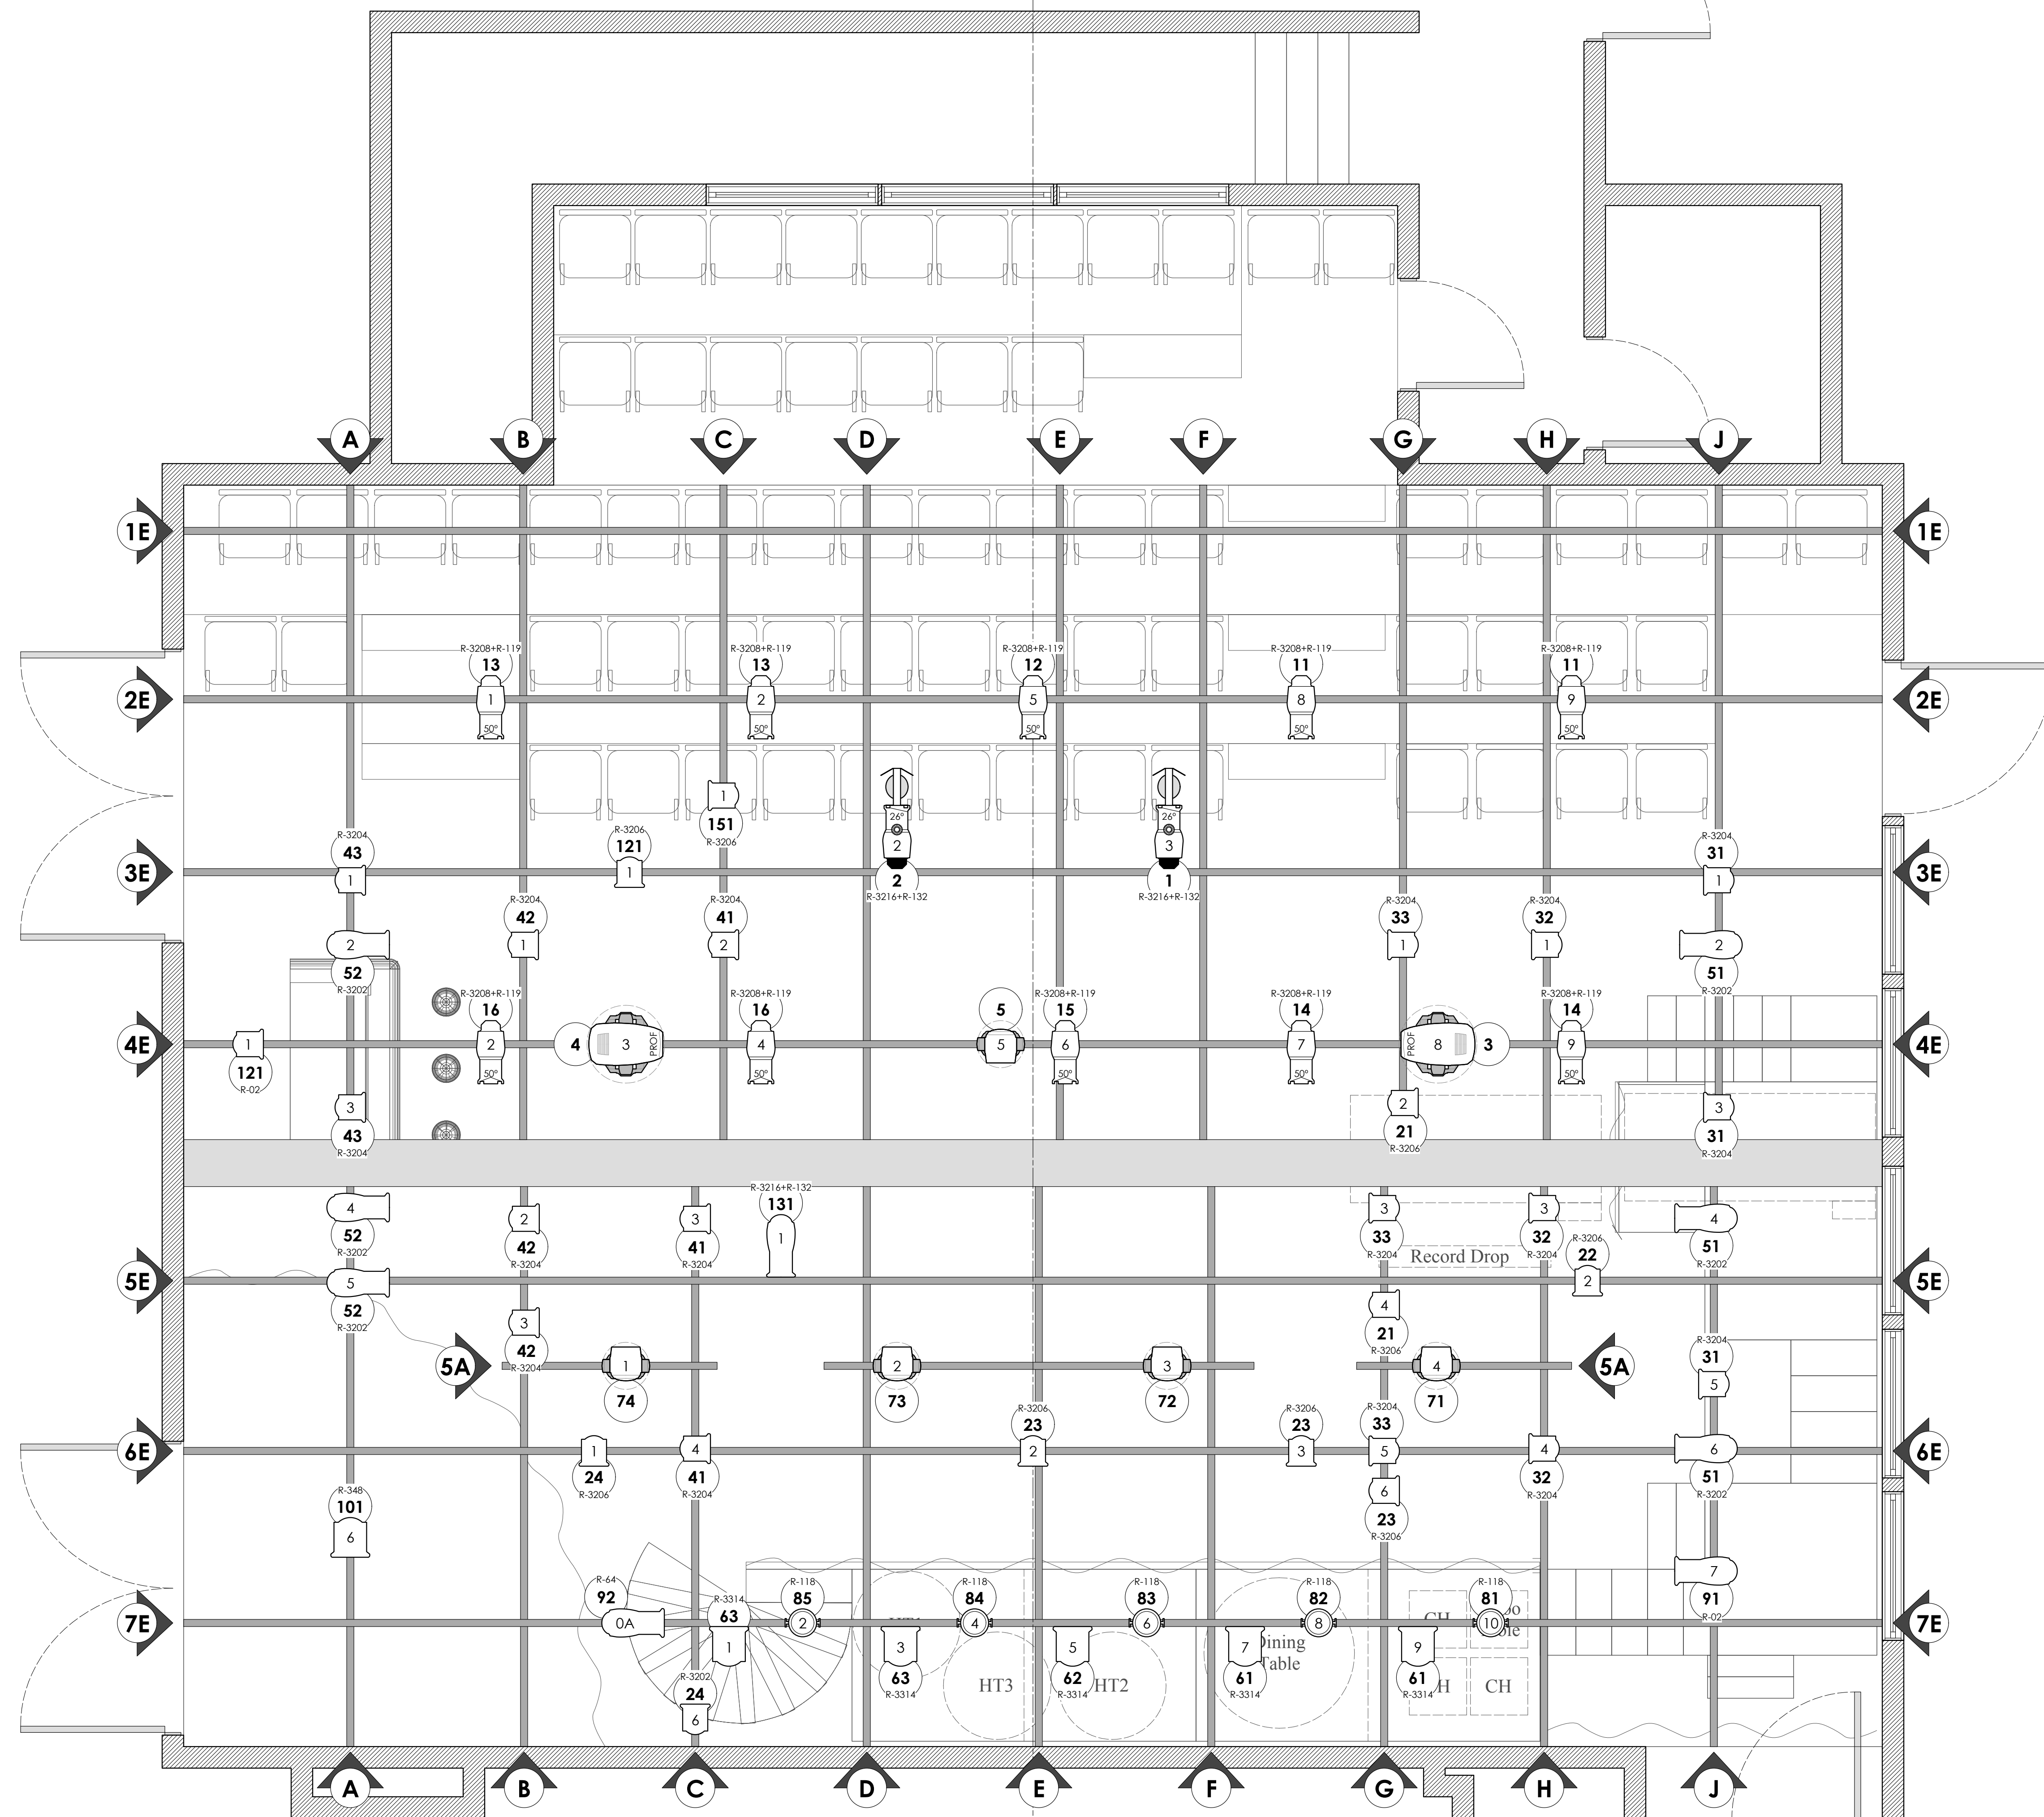 A B C D E F G H J
1E 1E
R-3208+R-119 R-3208+R-119 R-3208+R-119 R-3208+R-119 R-3208+R-119
13 13 12 11 11
2E 1 2 5 8 9 2E
50° 50° 50° 50° 50°
1
151
R-3206
26° 26°
2 3
R-3204 R-3206 R-3204
43 121 31
3E 1 1 2 1 1 3E
R-3216+R-132 R-3216+R-132
R-3204 R-3204 R-3204 R-3204
42 41 33 32
2 1 2 1 1 2
52 51
R-3202 R-3202
R-3208+R-119 R-3208+R-119 R-3208+R-119 R-3208+R-119 R-3208+R-119
16 16 5 15 14 14
4E 1 2 4 3 PROF 4 5 6 7 PROF 8 3 9 4E
50° 50° 50° 50° 50°
121
R-02
3 2 3
43 21 31
R-3204 R-3206 R-3204
R-3216+R-132
131
4 2 3 1 3 3 4
52 42 41 33 32 51
R-3202 R-3204 R-3204 R-3204 R-3204 R-3202
Record Drop
R-3206
22
5E 5 2 5E
52
R-3202
3 4
42 21
R-3204 R-3206
R-3204
31
5A 1 2 3 4 5A
5
74 73 72 71
R-3206 R-3206 R-3204
23 23 33
6E 1 4 2 3 5 4 6 6E
24 41 32 51
R-3206 R-3204 R-3204 R-3202
R-348
101
6
6
23
R-3206
7
91
R-02
R-64 R-3314 R-118 R-118 R-118 R-118 R-118
92 63 85 84 83 82 81
7E 0A 2 4 6 8 10 7E
1 3 5 7 9
63 62 61 61
R-3314 R-3314 R-3314 R-3314
Dining
Table
HT3 HT2 CH
R-3202
24
6
A B C D E F G H J